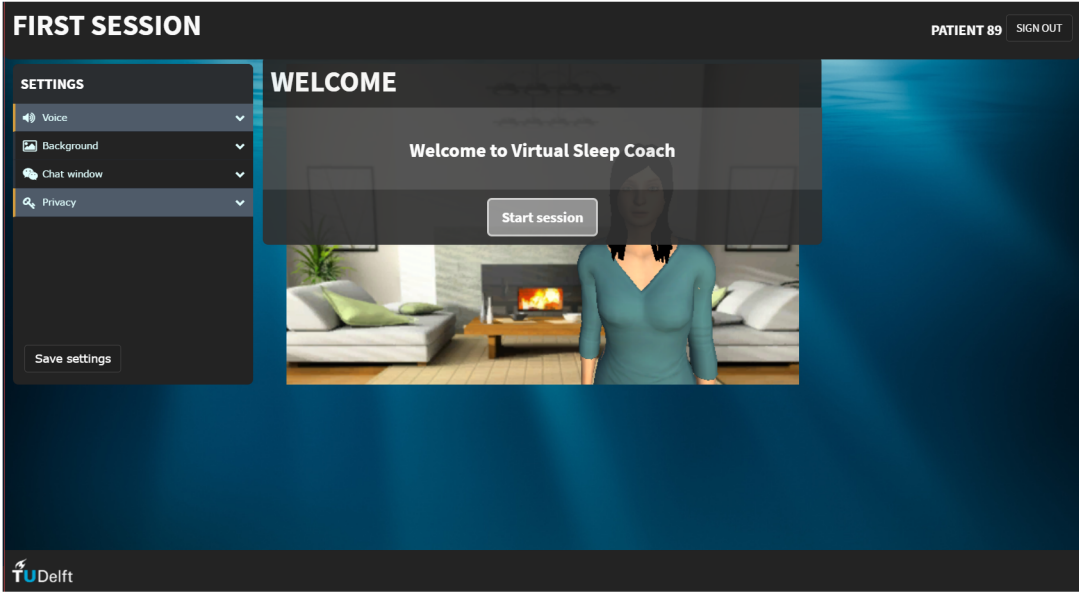 FIRST SESSION
PATIENT 89
SIGN OUT
SETTINGS
Voice
Background
Chat window
Privacy
Save settings
WELCOME
Welcome to Virtual Sleep Coach
Start session
TUDelft